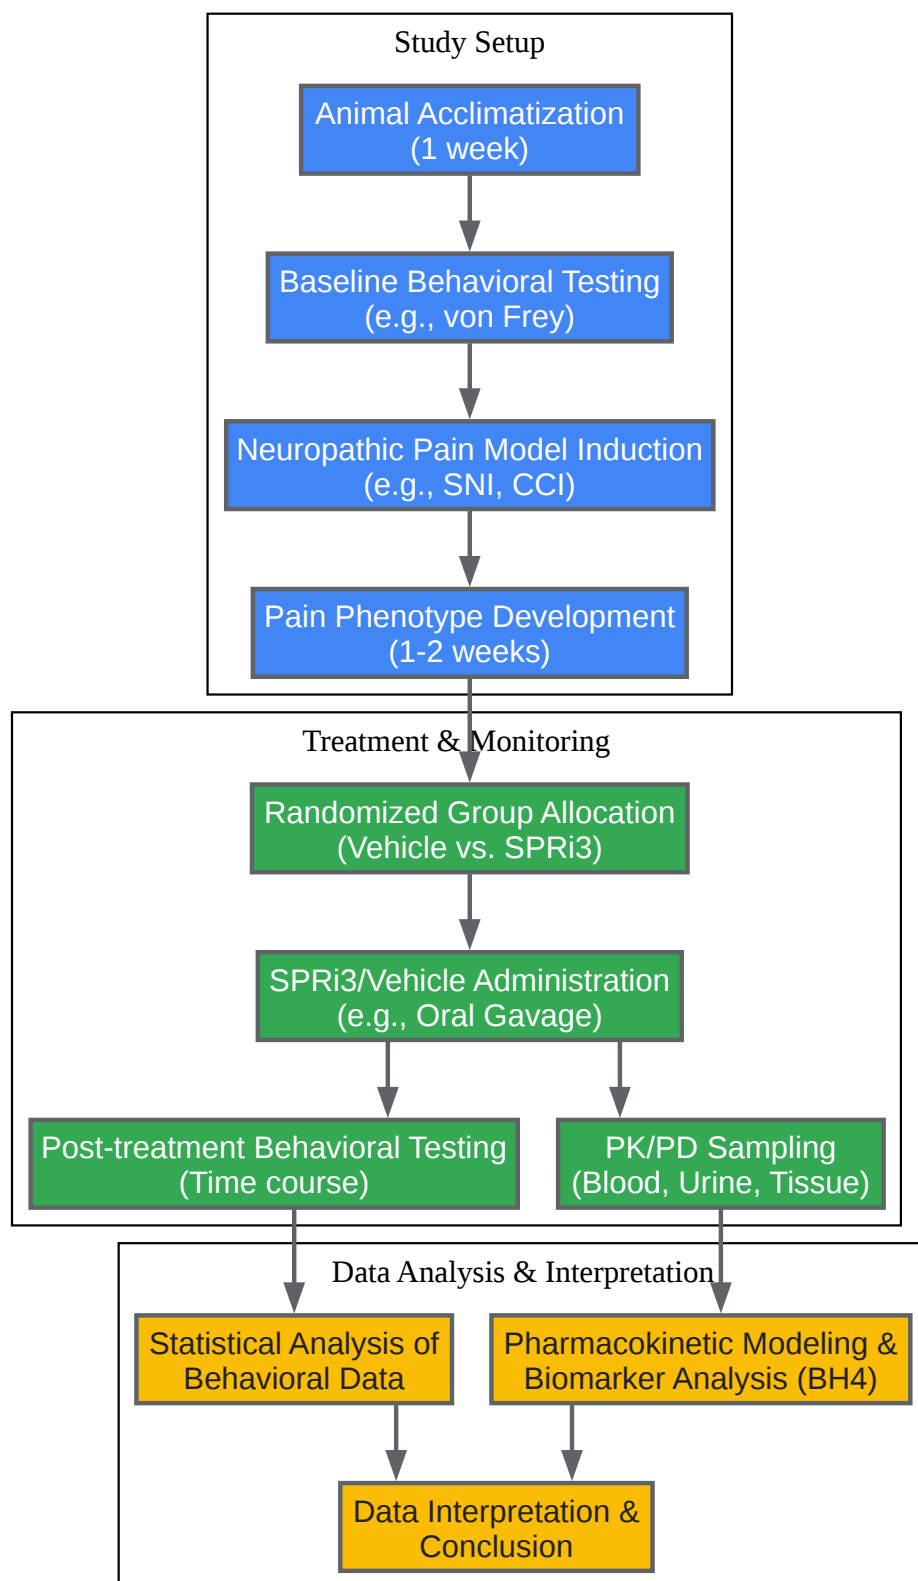 Study Setup
Animal Acclimatization
(1 week)
Baseline Behavioral Testing
(e.g., von Frey)
Neuropathic Pain Model Induction
(e.g., SNI, CCI)
Pain Phenotype Development
(1-2 weeks)
Treatment & Monitoring
Randomized Group Allocation
(Vehicle vs. SPRi3)
SPRi3/Vehicle Administration
(e.g., Oral Gavage)
Post-treatment Behavioral Testing
(Time course)
PK/PD Sampling
(Blood, Urine, Tissue)
Data Analysis & Interpretation
Statistical Analysis of
Behavioral Data
Pharmacokinetic Modeling &
Biomarker Analysis (BH4)
Data Interpretation &
Conclusion